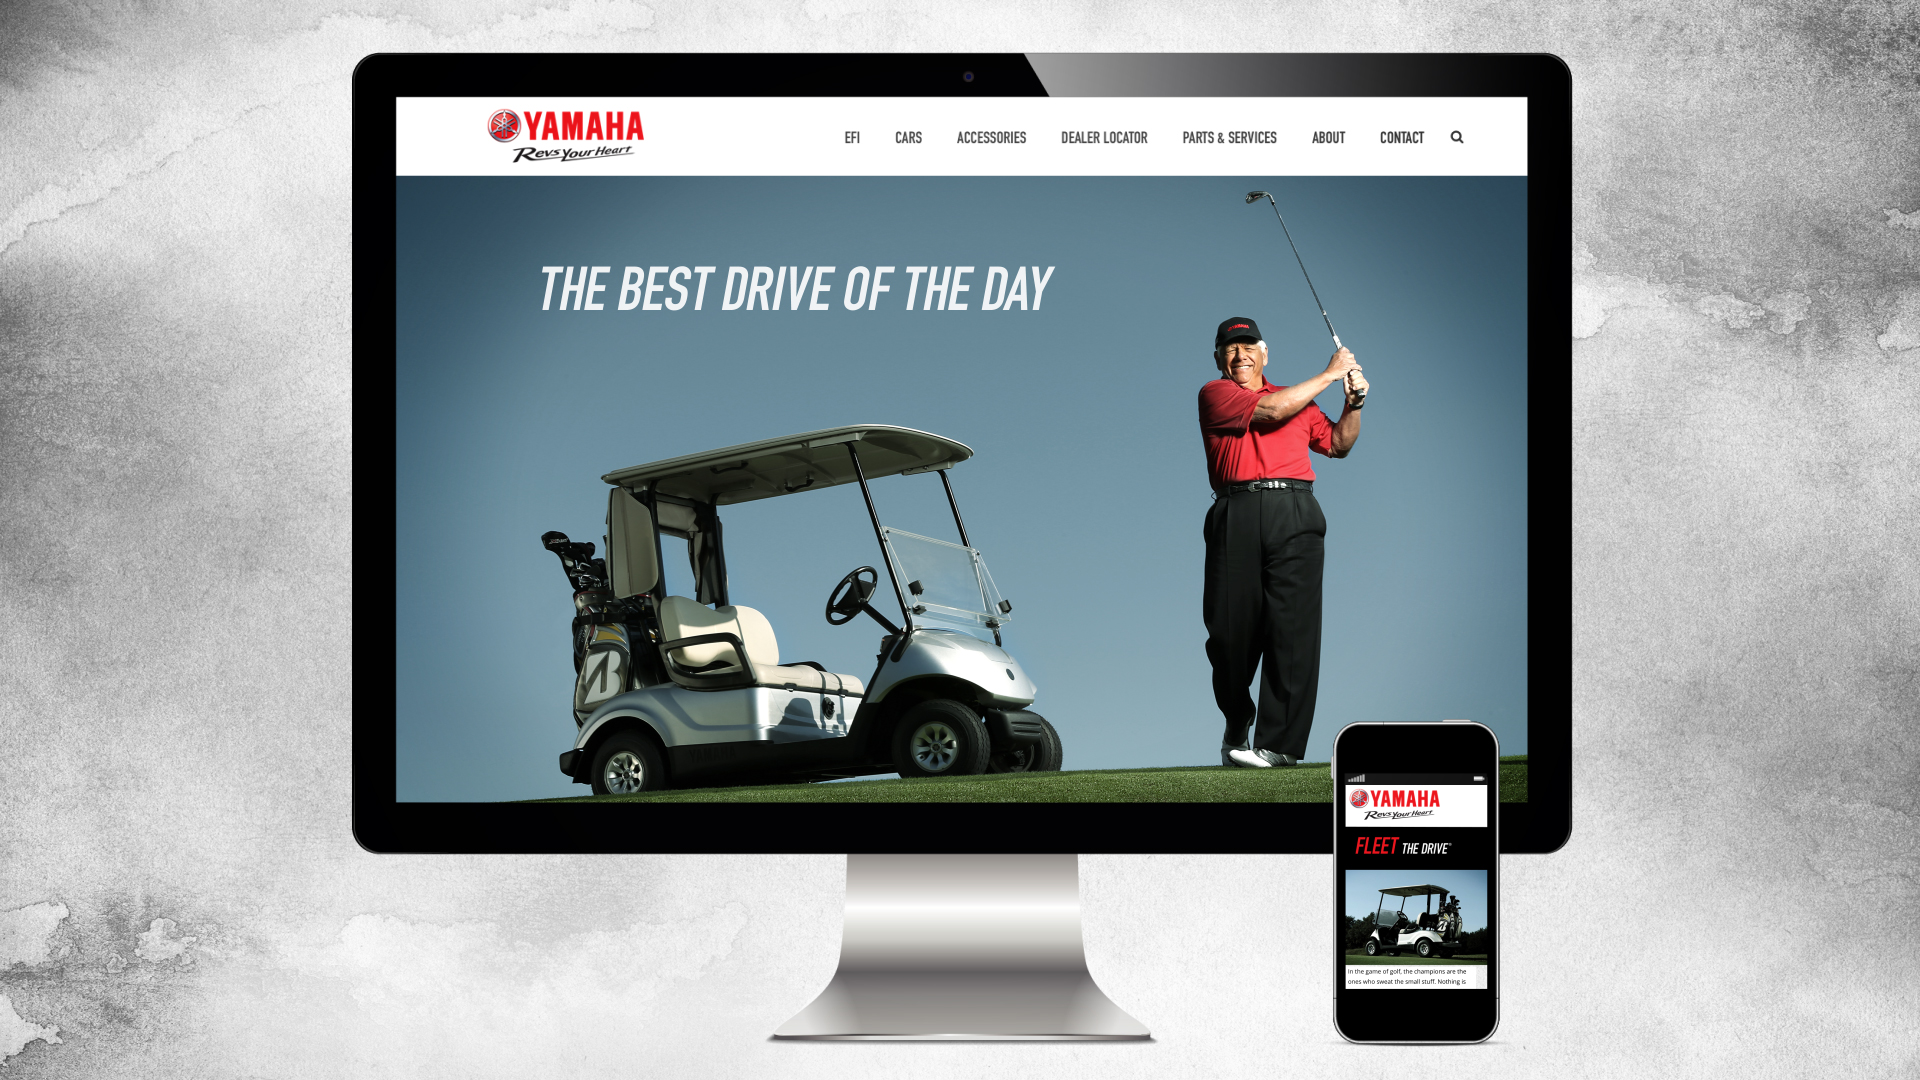 YAMAHA
Revs Your Heart
EFI CARS ACCESSORIES DEALER LOCATOR PARTS & SERVICES ABOUT CONTACT
THE BEST DRIVE OF THE DAY
YAMAHA
Revs Your Heart
FLEET THE DRIVE
In the game of golf, the champions are the
ones who sweat the small stuff. Nothing is